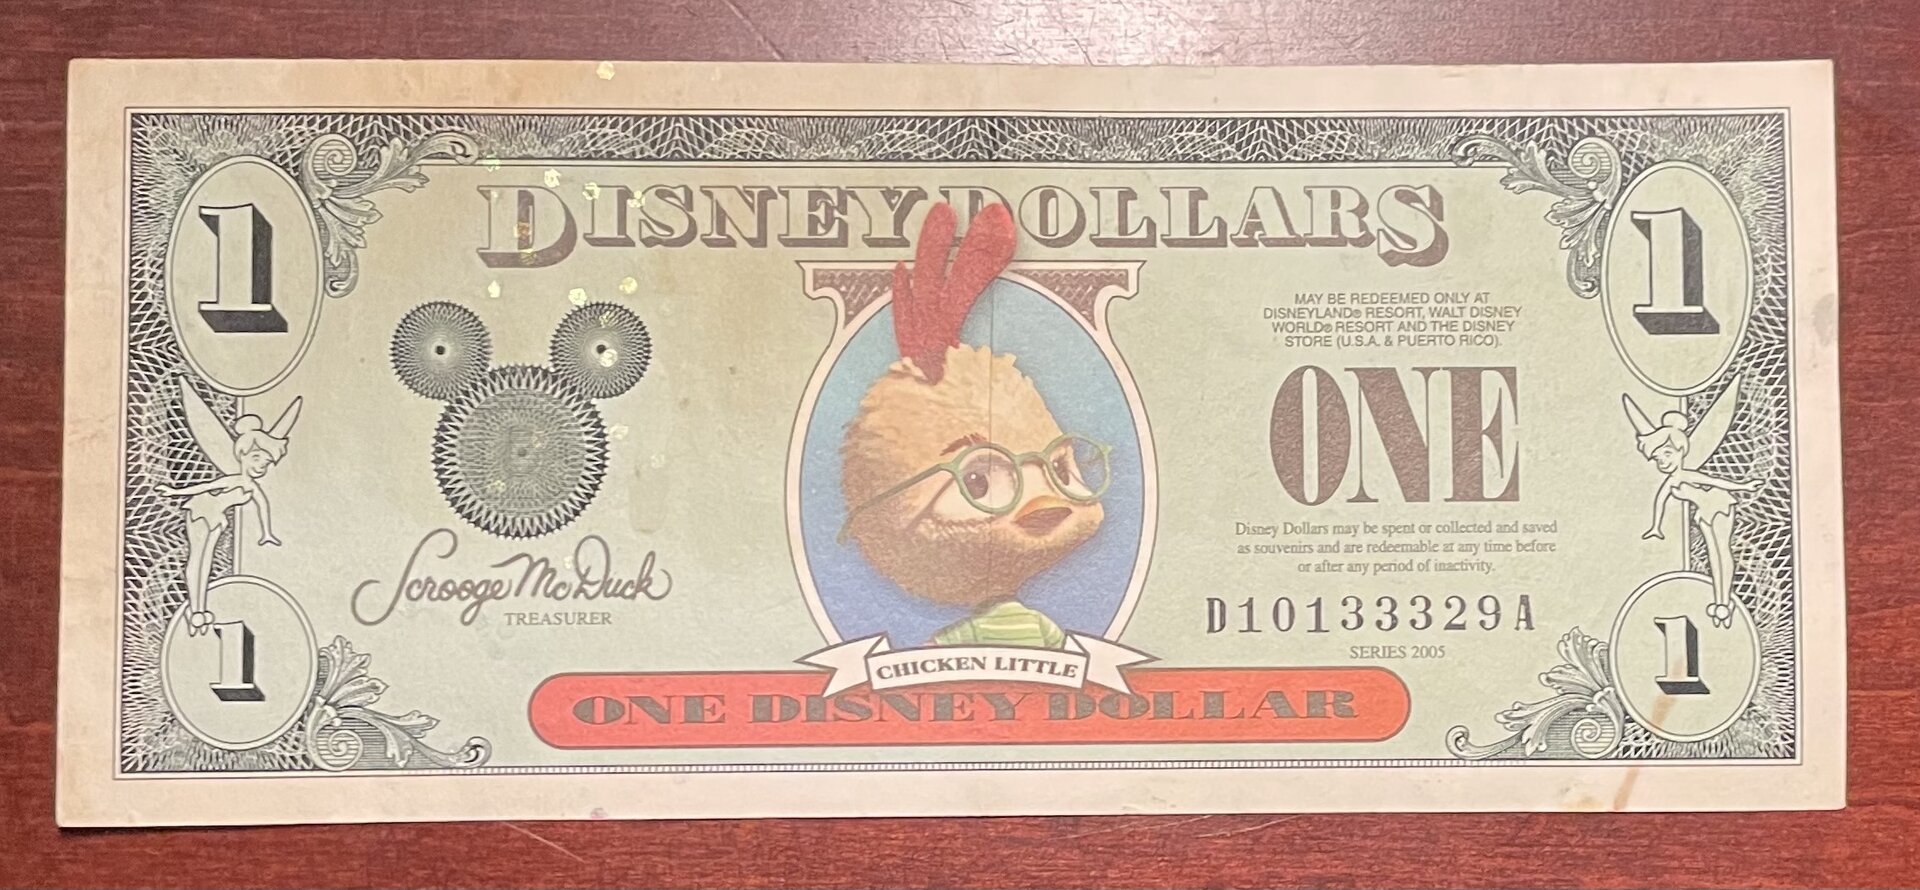 1
1
DISNEY DOLLARS
MAY BE REDEEMED ONLY AT
DISNEYLAND® RESORT, WALT DISNEY
WORLD® RESORT AND THE DISNEY
STORE (U.S.A. & PUERTO RICO).
ONE
Disney Dollars may be spent or collected and saved
as souvenirs and are redeemable at any time before
or after any period of inactivity.
Scrooge McDuck
TREASURER
D10133329A
SERIES 2005
1
1
CHICKEN LITTLE
ONE DISNEY DOLLAR